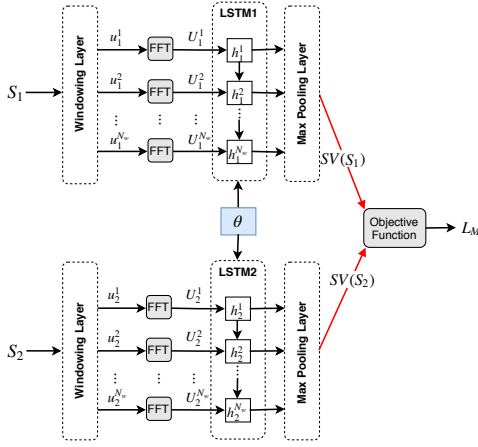 LSTM1
Windowing Layer
Max Pooling Layer
S_1
u_1^1 FFT U_1^1 h_1^1
u_1^2 FFT U_1^2 h_1^2
... ... ...
u_1^{N_w} FFT U_1^{N_w} h_1^{N_w}
SV(S_1)
θ
Objective
Function
L_M
SV(S_2)
LSTM2
Windowing Layer
Max Pooling Layer
S_2
u_2^1 FFT U_2^1 h_2^1
u_2^2 FFT U_2^2 h_2^2
... ... ...
u_2^{N_w} FFT U_2^{N_w} h_2^{N_w}